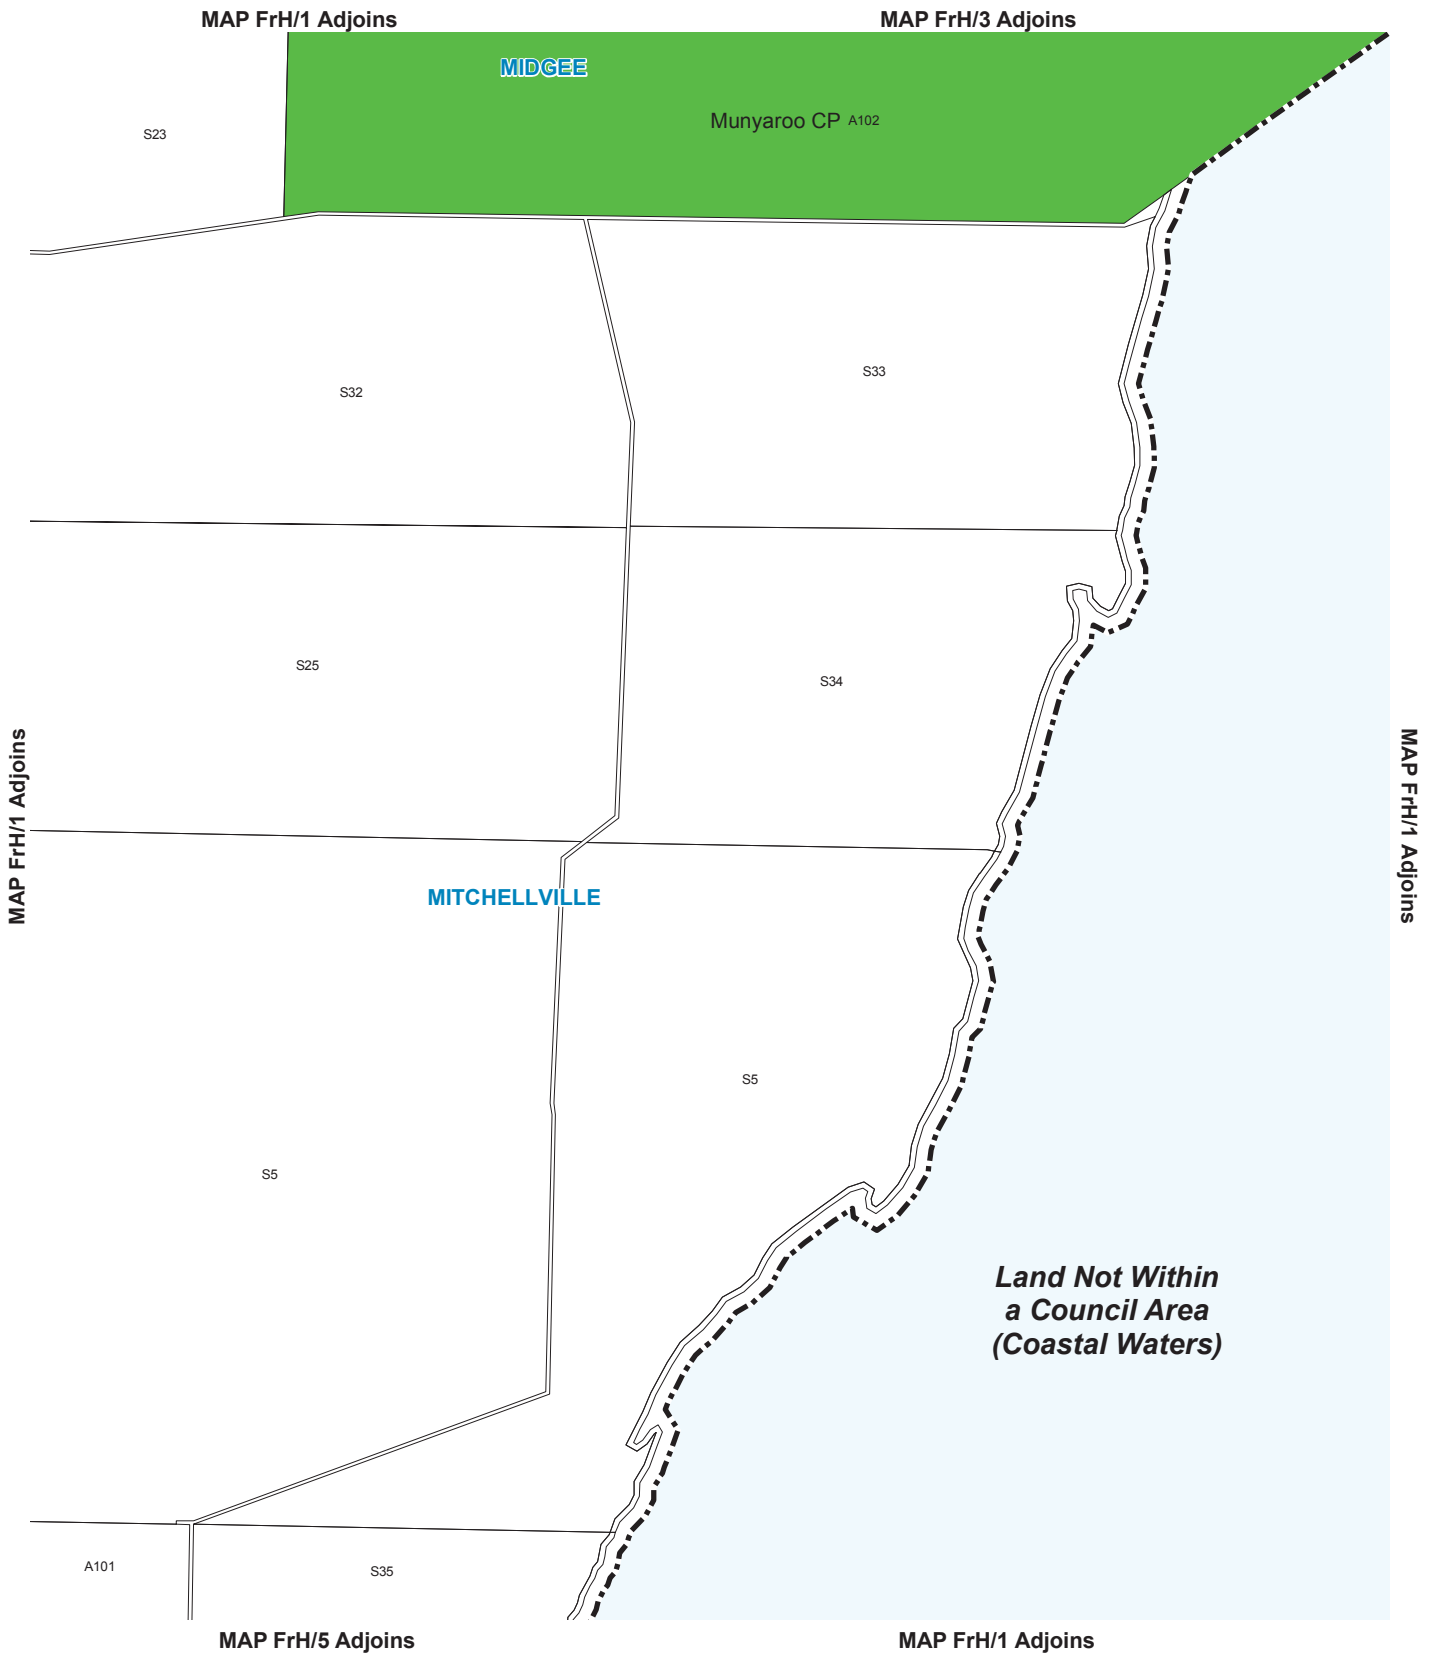 MAP FrH/1 Adjoins
MAP FrH/3 Adjoins
MIDGEE
Munyaroo CP A102
S23
S33
S32
S25
S34
MAP FrH/1 Adjoins
MAP FrH/1 Adjoins
MITCHELLVILLE
S5
S5
Land Not Within
a Council Area
(Coastal Waters)
A101
S35
MAP FrH/5 Adjoins
MAP FrH/1 Adjoins